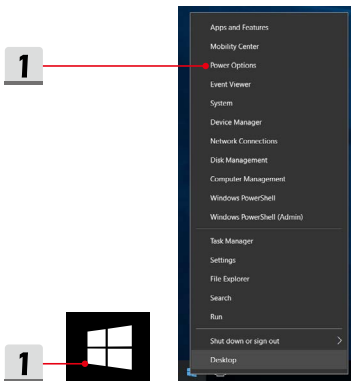 Apps and Features
Mobility Center
1
Power Options
Event Viewer
System
Device Manager
Network Connections
Disk Management
Computer Management
Windows PowerShell
Windows PowerShell (Admin)
Task Manager
Settings
File Explorer
Search
Run
Shut down or sign out
1
Desktop